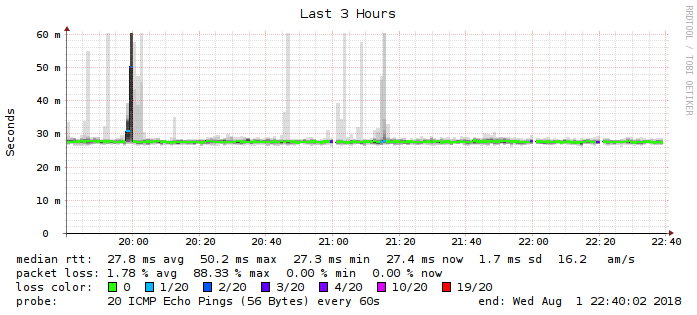 Last 3 Hours
RRDTOOL / TOBI OETIKER
Seconds
60 m
50 m
40 m
30 m
20 m
10 m
0
20:00 20:20 20:40 21:00 21:20 21:40 22:00 22:20 22:40
median rtt: 27.8 ms avg 50.2 ms max 27.3 ms min 27.4 ms now 1.7 ms sd 16.2 am/s
packet loss: 1.78 % avg 88.33 % max 0.00 % min 0.00 % now
loss color: 0 1/20 2/20 3/20 4/20 10/20 19/20
probe: 20 ICMP Echo Pings (56 Bytes) every 60s end: Wed Aug 1 22:40:02 2018